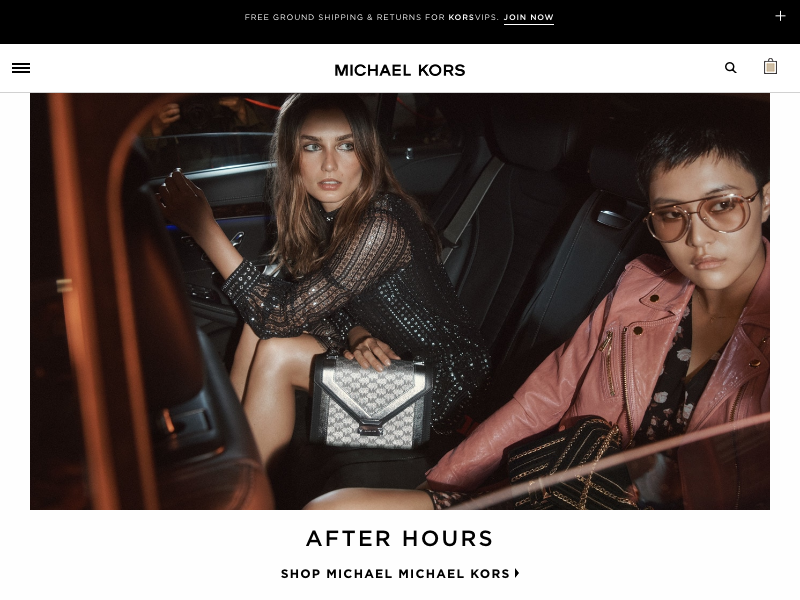 FREE GROUND SHIPPING & RETURNS FOR KORSVIPS. JOIN NOW
MICHAEL KORS
AFTER HOURS
SHOP MICHAEL MICHAEL KORS